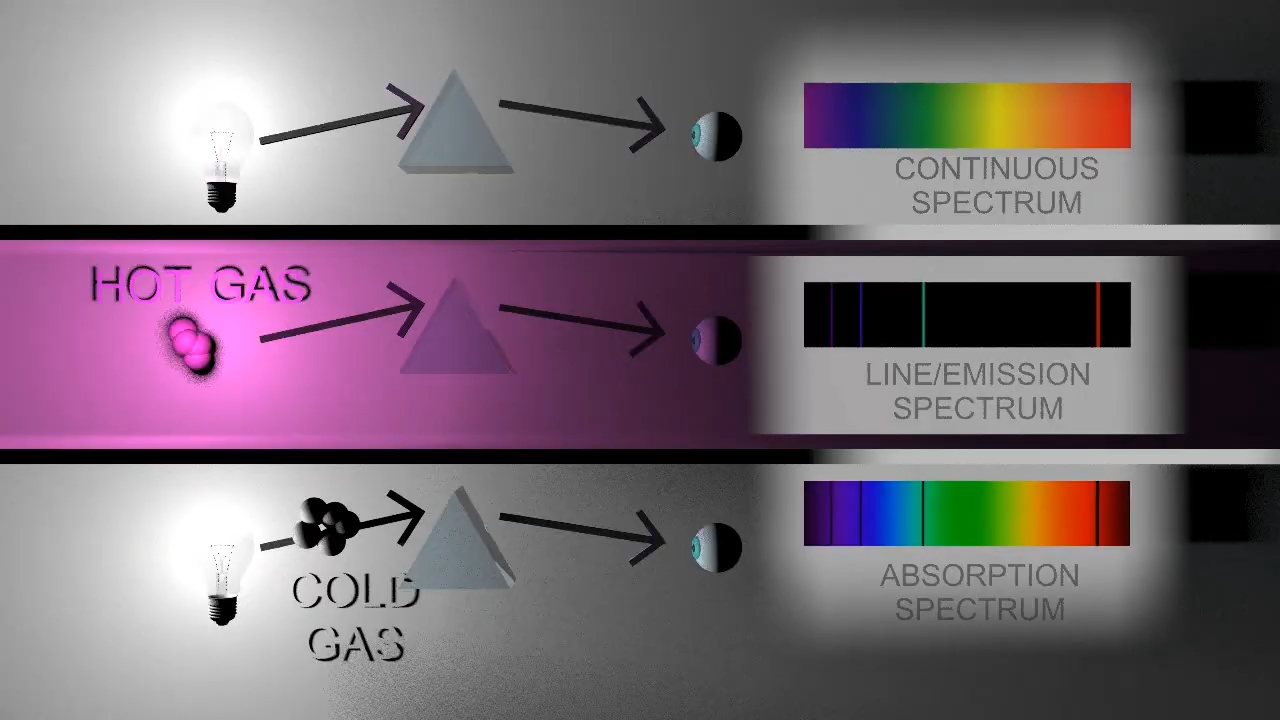 CONTINUOUS
SPECTRUM
HOT GAS
LINE/EMISSION
SPECTRUM
COLD
GAS
ABSORPTION
SPECTRUM